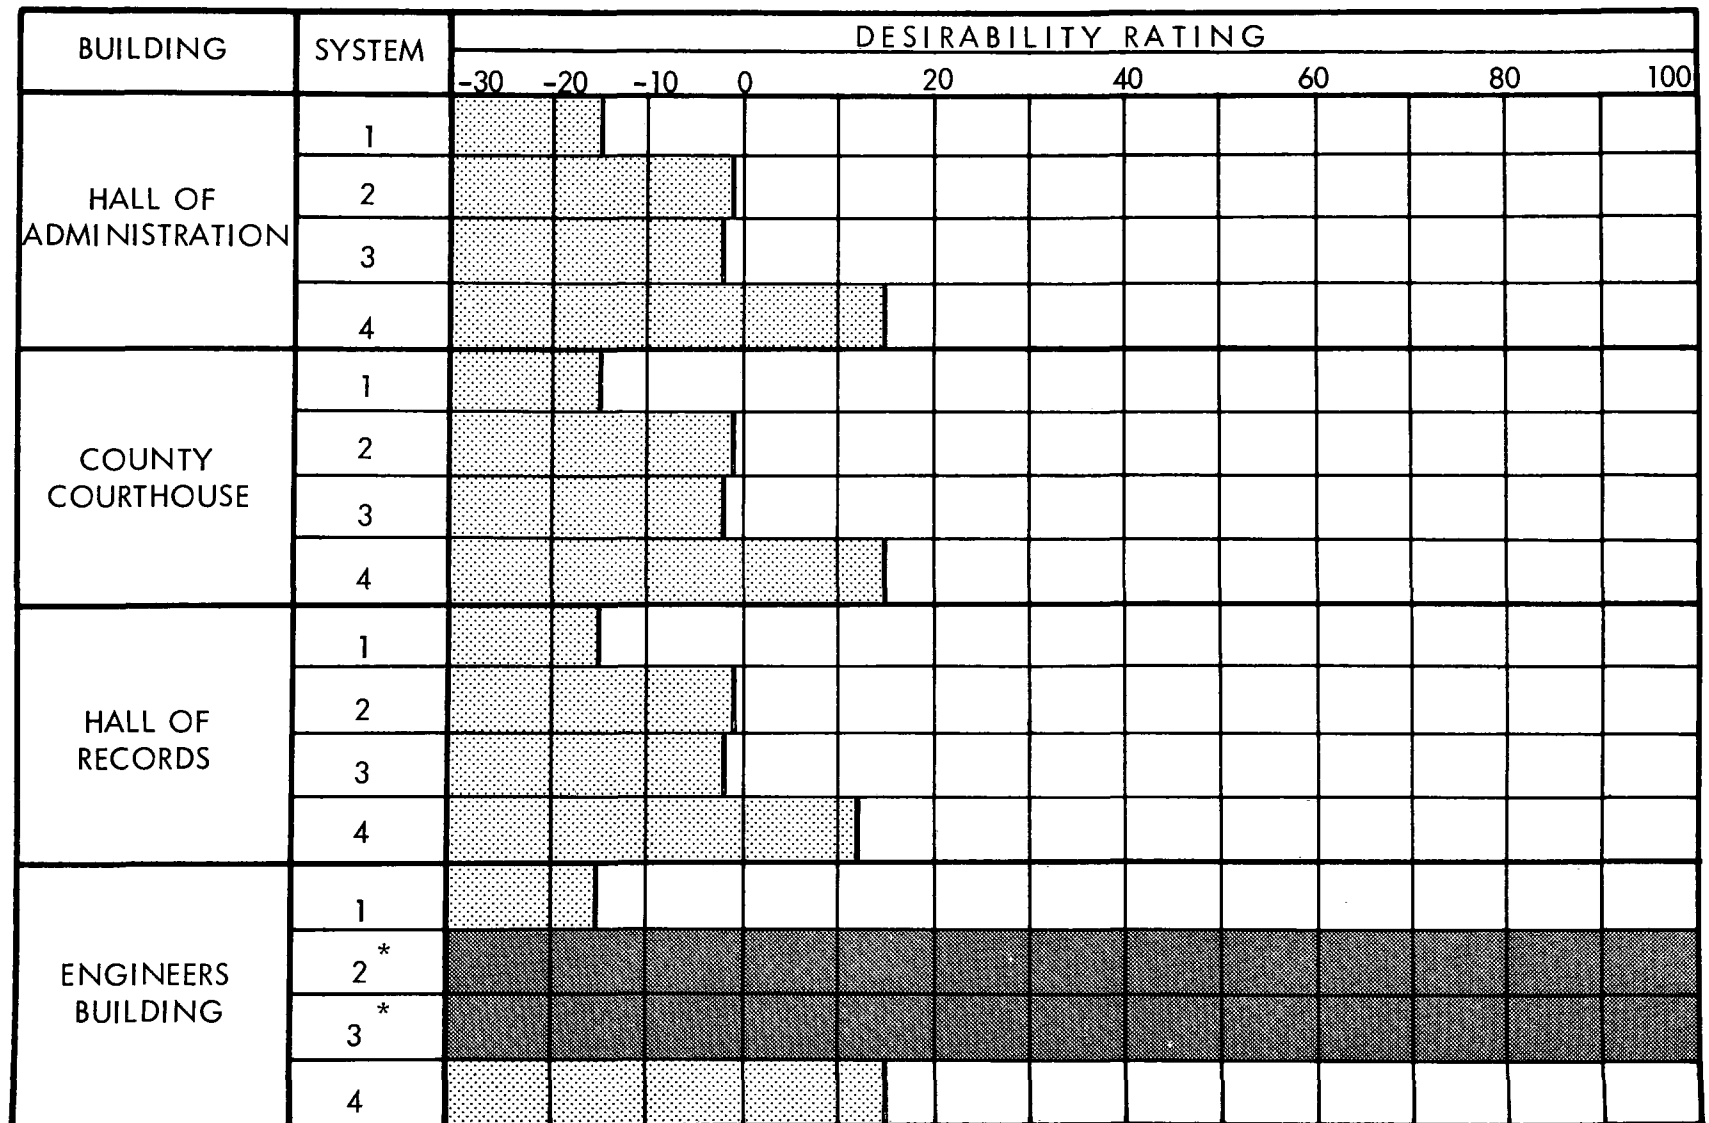 BUILDING SYSTEM DESIRABILITY RATING
-30 -20 -10 0 20 40 60 80 100
HALL OF
ADMINISTRATION
1
2
3
4
COUNTY
COURTHOUSE
1
2
3
4
HALL OF
RECORDS
1
2
3
4
ENGINEERS
BUILDING
1
2 *
3 *
4